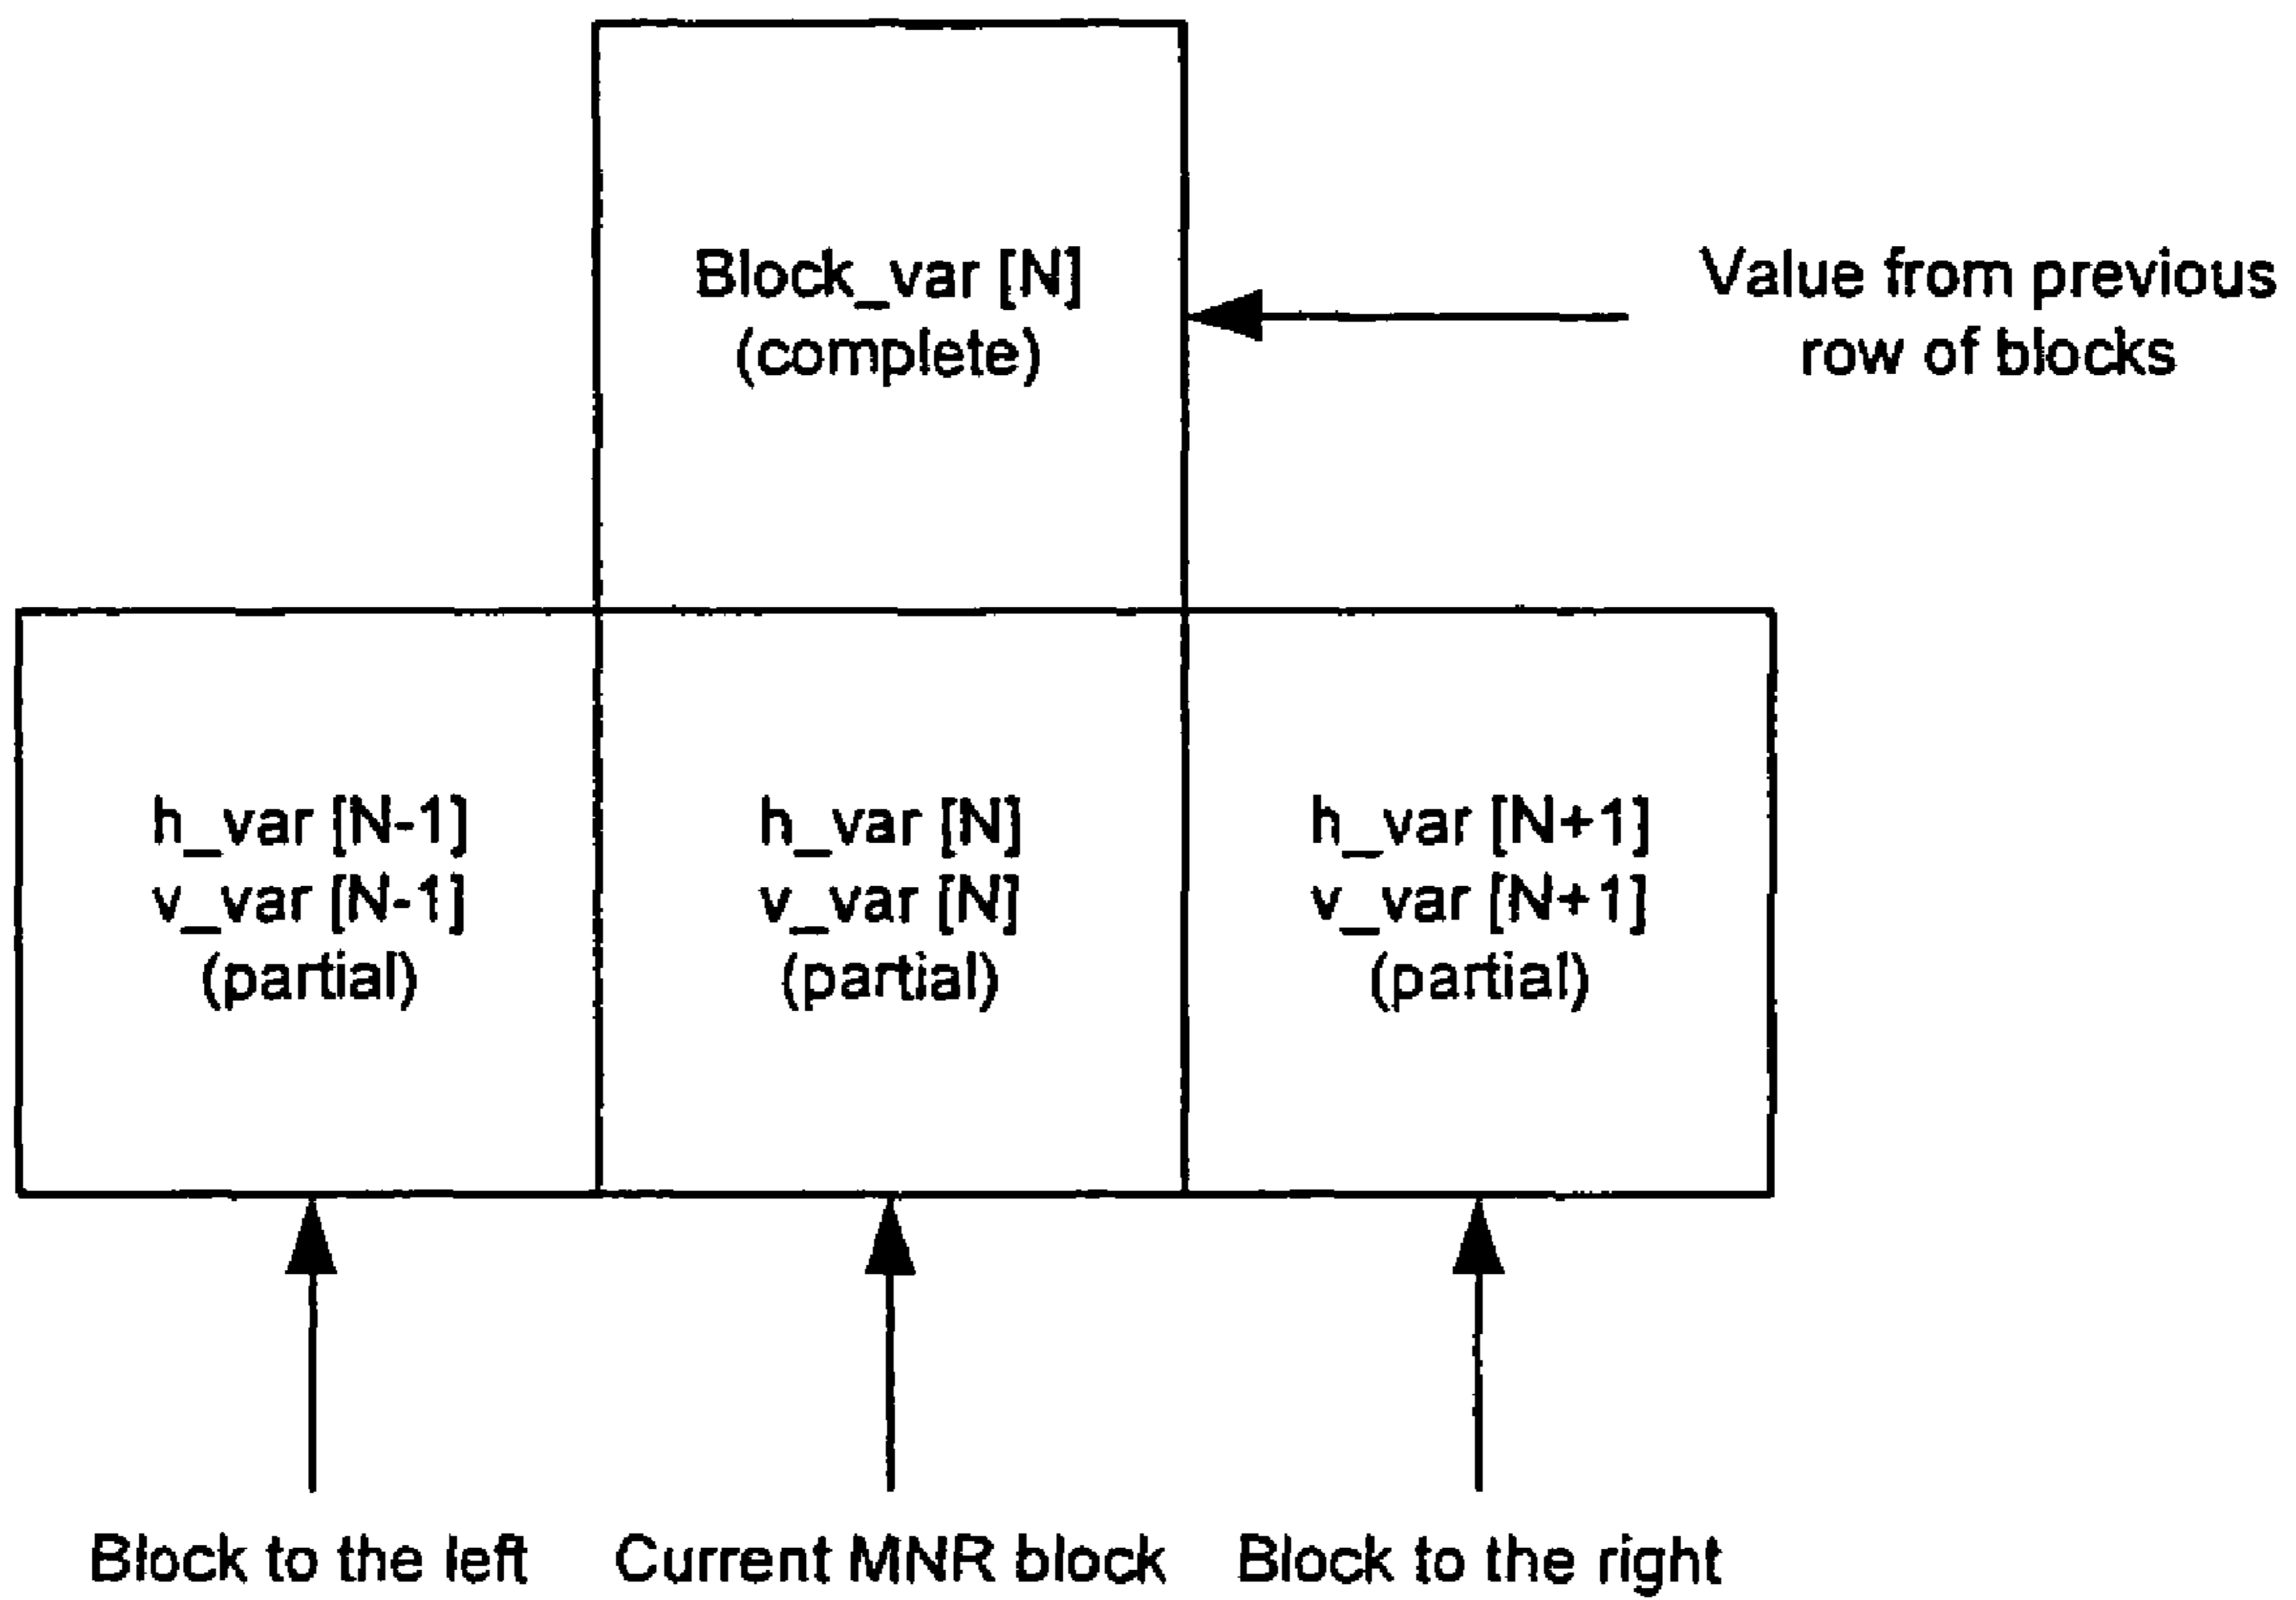 Block_var [N]
(complete)
Value from previous
row of blocks
h_var [N-1]
v_var [N-1]
(partial)
h_var [N]
v_var [N]
(partial)
h_var [N+1]
v_var [N+1]
(partial)
Block to the left
Current MNR block
Block to the right